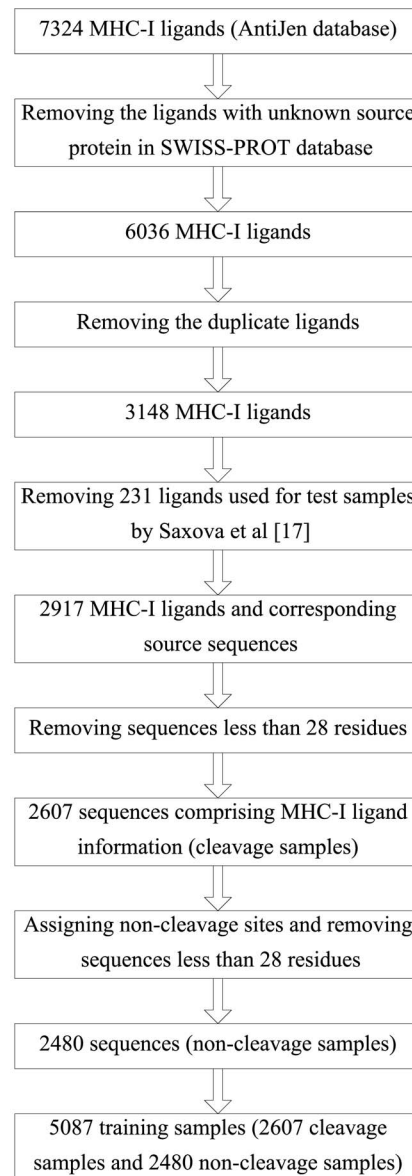 7324 MHC-I ligands (AntiJen database)
Removing the ligands with unknown source
protein in SWISS-PROT database
6036 MHC-I ligands
Removing the duplicate ligands
3148 MHC-I ligands
Removing 231 ligands used for test samples
by Saxova et al [17]
2917 MHC-I ligands and corresponding
source sequences
Removing sequences less than 28 residues
2607 sequences comprising MHC-I ligand
information (cleavage samples)
Assigning non-cleavage sites and removing
sequences less than 28 residues
2480 sequences (non-cleavage samples)
5087 training samples (2607 cleavage
samples and 2480 non-cleavage samples)